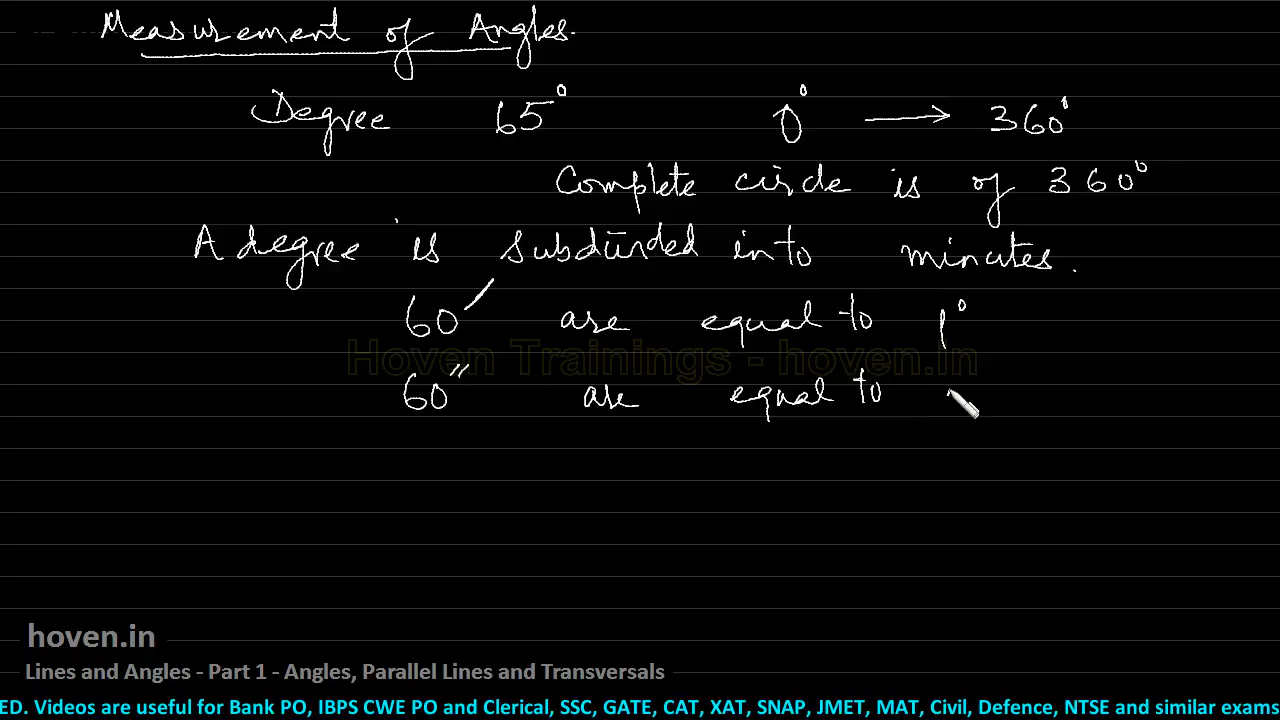 Measurement of Angles.
Degree 65° 0° → 360°
Complete circle is of 360°
A degree is subdivided into minutes.
60′ are equal to 1°
Hoven Trainings - hoven.in
60″ are equal to
hoven.in
Lines and Angles - Part 1 - Angles, Parallel Lines and Transversals
ED. Videos are useful for Bank PO, IBPS CWE PO and Clerical, SSC, GATE, CAT, XAT, SNAP, JMET, MAT, Civil, Defence, NTSE and similar exams